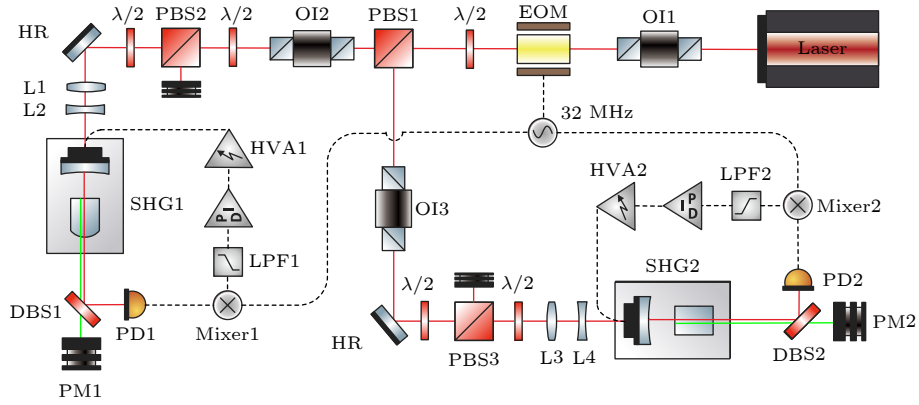 λ/2
PBS2
λ/2
OI2
PBS1
λ/2
EOM
OI1
HR
Laser
L1
L2
32 MHz
HVA1
HVA2
LPF2
SHG1
P I D
OI3
P I D
Mixer2
LPF1
SHG2
λ/2
λ/2
PD2
DBS1
PD1
Mixer1
HR
PBS3
L3
L4
DBS2
PM2
PM1